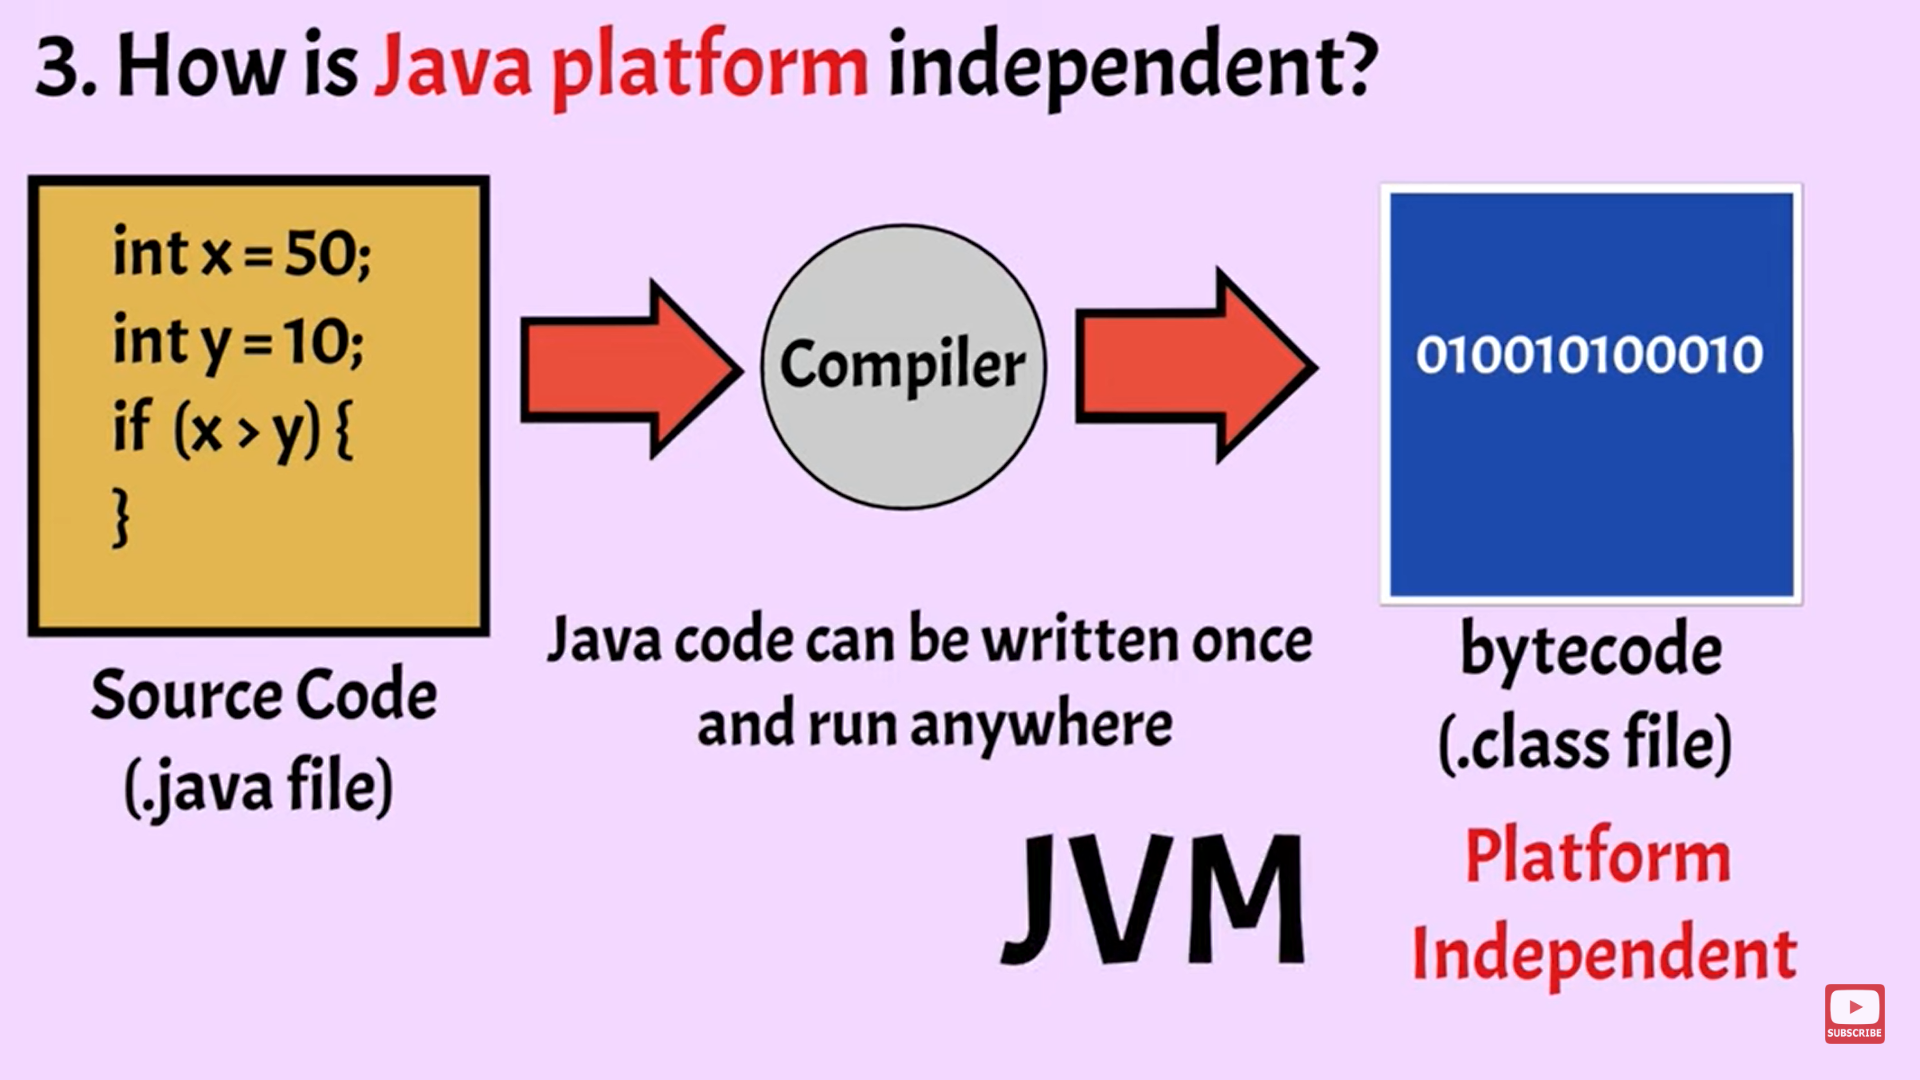 3. How is Java platform independent?
int x = 50;
int y = 10;
if (x > y) {
}
Compiler
010010100010
Source Code
(.java file)
Java code can be written once
and run anywhere
bytecode
(.class file)
JVM
Platform
Independent
SUBSCRIBE